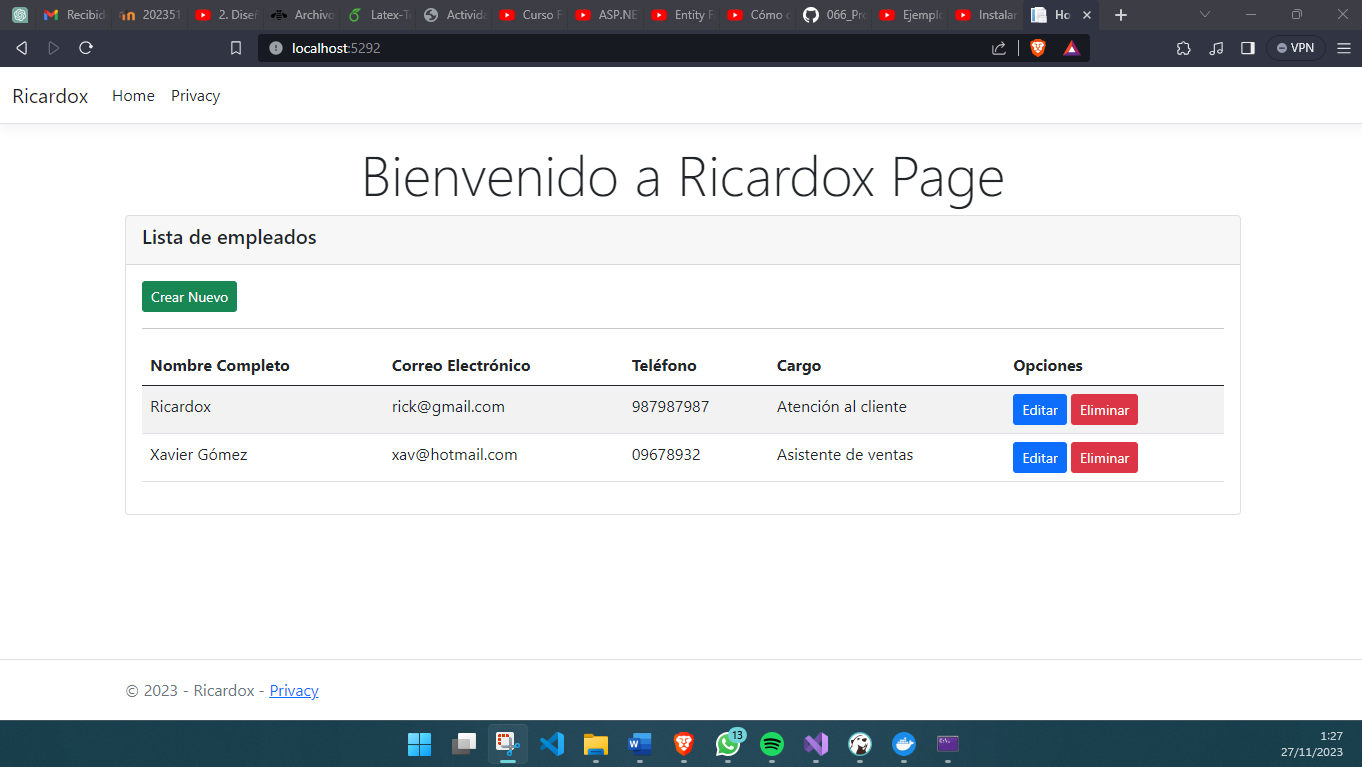 Recibid
202351
2. Diseñ
Archivo
Latex-T
Activida
Curso F
ASP.NE
Entity F
Cómo
066_Pro
Ejemplo
Instalar
Ho
localhost:5292
VPN
Ricardox Home Privacy
Bienvenido a Ricardox Page
Lista de empleados
Crear Nuevo
Nombre Completo Correo Electrónico Teléfono Cargo Opciones
Ricardox rick@gmail.com 987987987 Atención al cliente Editar Eliminar
Xavier Gómez xav@hotmail.com 09678932 Asistente de ventas Editar Eliminar
© 2023 - Ricardox - Privacy
13
1:27
27/11/2023